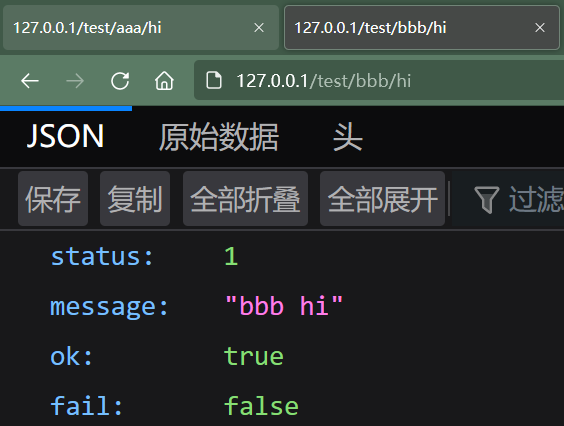 127.0.0.1/test/aaa/hi 127.0.0.1/test/bbb/hi
127.0.0.1/test/bbb/hi
JSON 原始数据 头
保存 复制 全部折叠 全部展开 过滤
status: 1
message: "bbb hi"
ok: true
fail: false